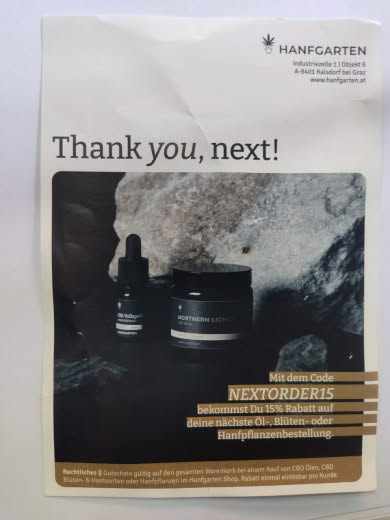 HANFGARTEN
Industriezeile 1 | Objekt 6
A-8401 Kalsdorf bei Graz
www.hanfgarten.at
Thank you, next!
NORTHERN LIGHTS
HANFGARTEN
Mit dem Code
NEXTORDER15
bekommst Du 15% Rabatt auf
deine nächste Öl-, Blüten- oder
Hanfpflanzenbestellung.
Rechtliches || Gutschein gültig auf den gesamten Warenkorb bei einem Kauf von CBD Ölen, CBD
Blüten- & Hashsorten oder Hanfpflanzen im Hanfgarten Shop. Rabatt einmal einlösbar pro Kunde.